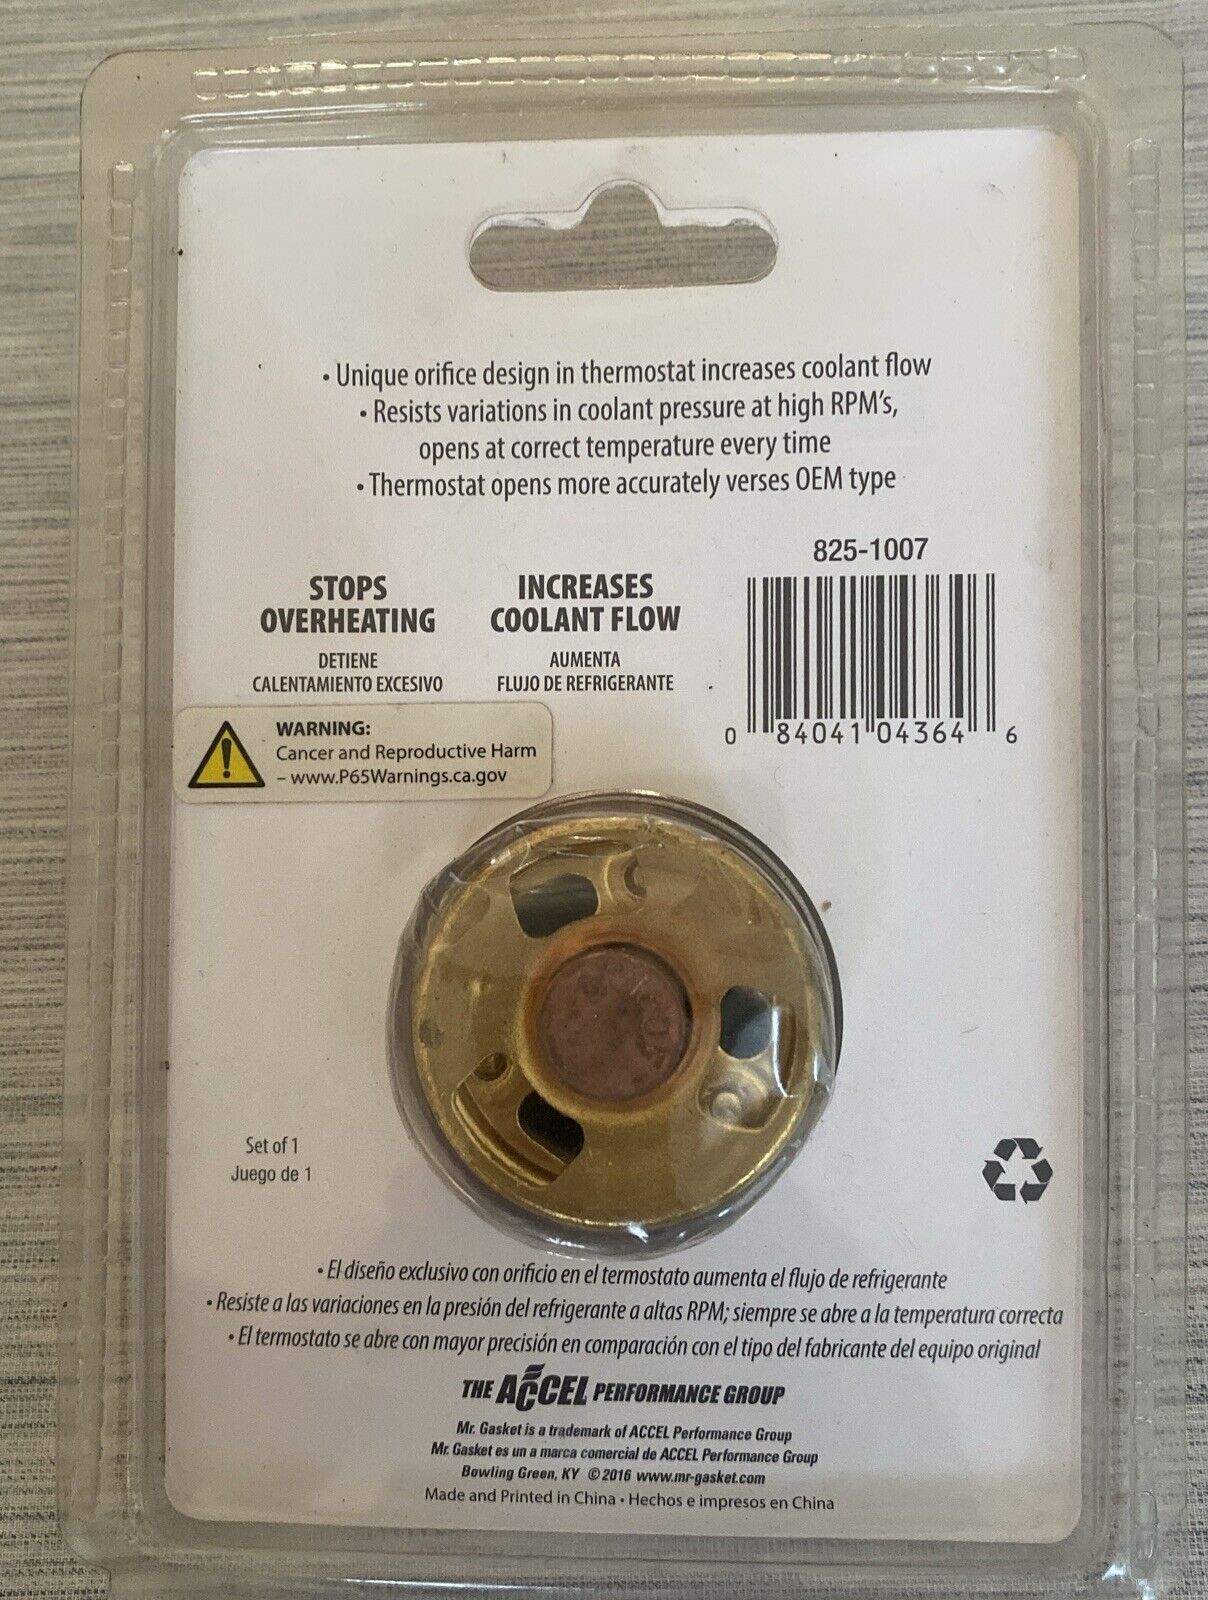 • Unique orifice design in thermostat increases coolant flow
• Resists variations in coolant pressure at high RPM's,
opens at correct temperature every time
• Thermostat opens more accurately verses OEM type
825-1007
STOPS
OVERHEATING
DETIENE
CALENTAMIENTO EXCESIVO
INCREASES
COOLANT FLOW
AUMENTA
FLUJO DE REFRIGERANTE
0 84041 04364 6
WARNING:
Cancer and Reproductive Harm
– www.P65Warnings.ca.gov
Set of 1
Juego de 1
• El diseño exclusivo con orificio en el termostato aumenta el flujo de refrigerante
• Resiste a las variaciones en la presión del refrigerante a altas RPM; siempre se abre a la temperatura correcta
• El termostato se abre con mayor precisión en comparación con el tipo del fabricante del equipo original
THE ACCEL PERFORMANCE GROUP
Mr. Gasket is a trademark of ACCEL Performance Group
Mr. Gasket es un a marca comercial de ACCEL Performance Group
Bowling Green, KY ©2016 www.mr-gasket.com
Made and Printed in China • Hechos e impresos en China